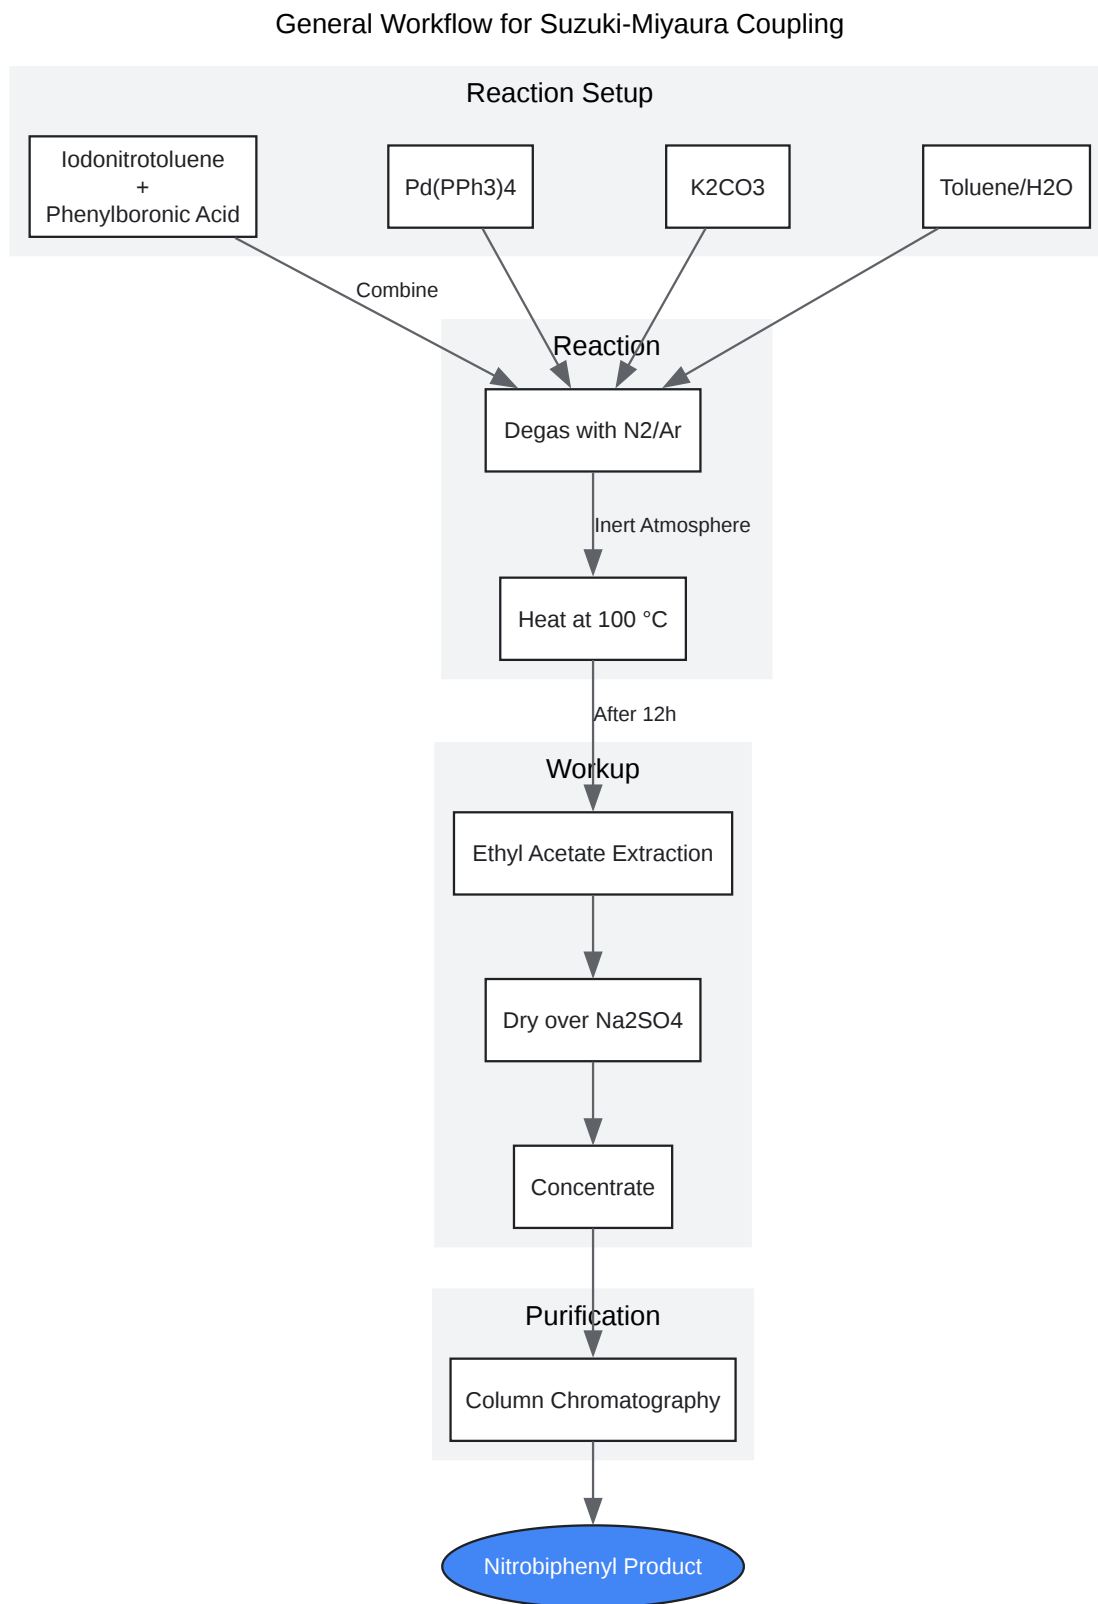 General Workflow for Suzuki-Miyaura Coupling
Reaction Setup
Iodonitrotoluene
+
Phenylboronic Acid
Pd(PPh3)4
K2CO3
Toluene/H2O
Combine
Reaction
Degas with N2/Ar
Inert Atmosphere
Heat at 100 °C
After 12h
Workup
Ethyl Acetate Extraction
Dry over Na2SO4
Concentrate
Purification
Column Chromatography
Nitrobiphenyl Product